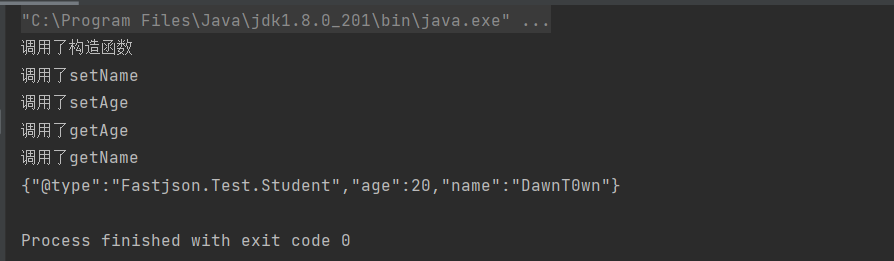 "C:\Program Files\Java\jdk1.8.0_201\bin\java.exe" ...
调用了构造函数
调用了setName
调用了setAge
调用了getAge
调用了getName
{"@type":"Fastjson.Test.Student","age":20,"name":"DawnT0wn"}
Process finished with exit code 0